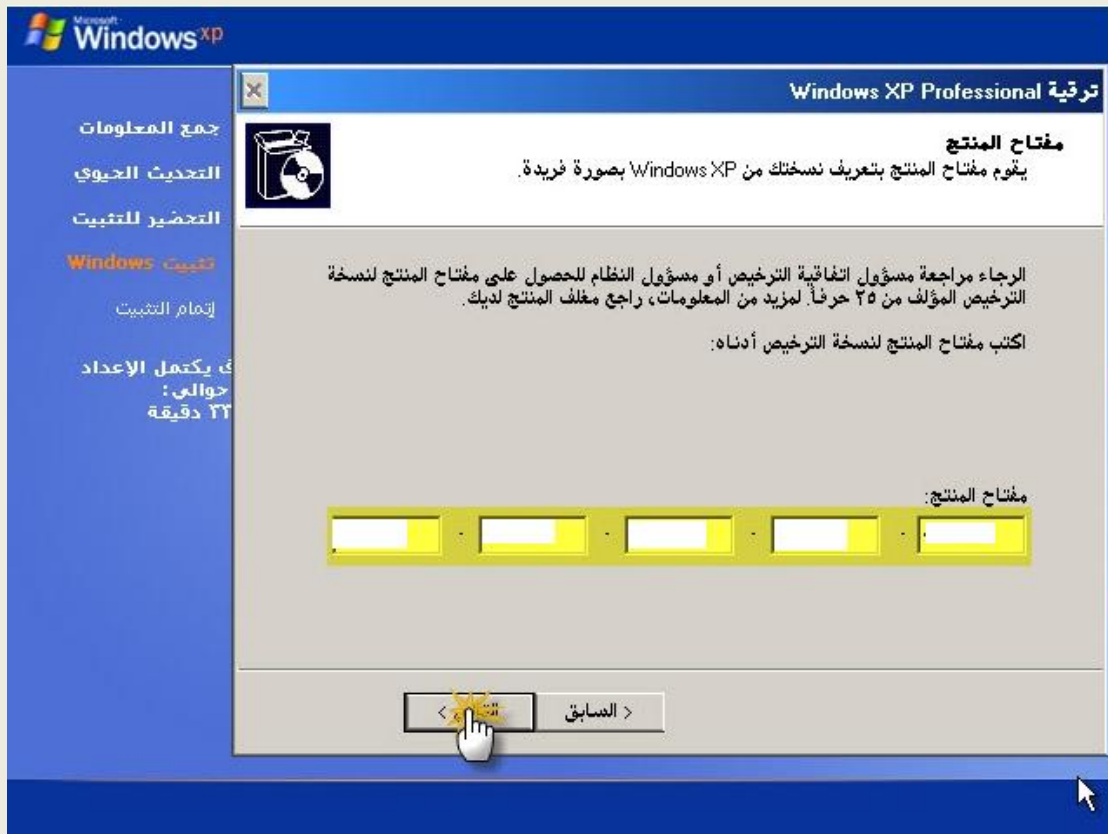 Microsoft
Windows xp
ترقية Windows XP Professional
مفتاح المنتج
يقوم مفتاح المنتج بتعريف نسختك من Windows XP بصورة فريدة.
جمع المعلومات
التحديث الحيوي
التحضير للتثبيت
تثبيت Windows
إتمام التثبيت
يكتمل الإعداد
حوالى:
دقيقة
الرجاء مراجعة مسؤول اتفاقية الترخيص أو مسؤول النظام للحصول على مفتاح المنتج لنسخة
الترخيص المؤلف من ٢٥ حرفاً. لمزيد من المعلومات، راجع مغلف المنتج لديك.
اكتب مفتاح المنتج لنسخة الترخيص أدناه:
مفتاح المنتج:
- - - -
< السابق
>